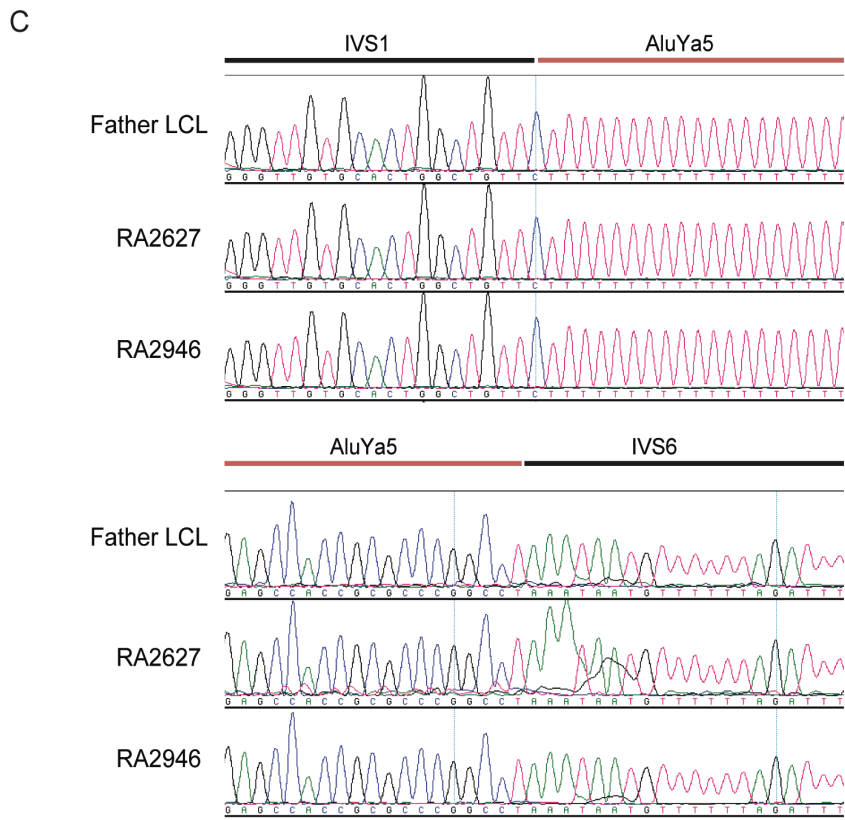 C
IVS1 AluYa5
Father LCL
G G G T T G T G C A C T G G C T G T T C T T T T T T T T T T T T T T T T T T T
RA2627
G G G T T G T G C A C T G G C T G T T C T T T T T T T T T T T T T T T T T T T
RA2946
G G G T T G T G C A C T G G C T G T T C T T T T T T T T T T T T T T T T T T T
AluYa5 IVS6
Father LCL
G A G C C A C C G C G C C C G G C C T A A A T A A T G T T T T T T A G A T T T
RA2627
G A G C C A C C G C G C C C G G C C T A A A T A A T G T T T T T T A G A T T T
RA2946
G A G C C A C C G C G C C C G G C C T A A A T A A T G T T T T T T A G A T T T